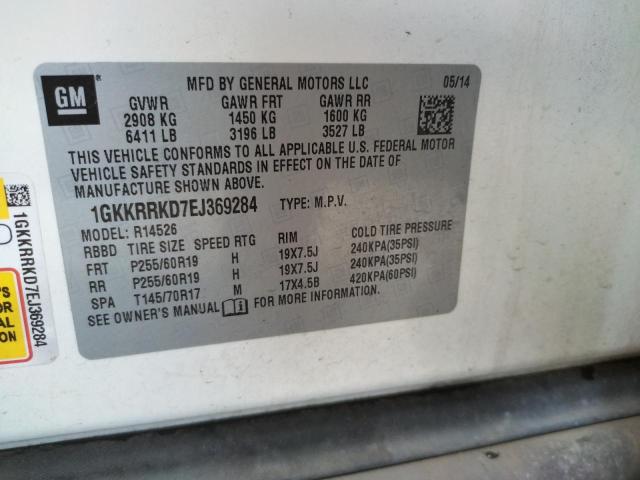 GM
MFD BY GENERAL MOTORS LLC 05/14
GVWR GAWR FRT GAWR RR
2908 KG 1450 KG 1600 KG
6411 LB 3196 LB 3527 LB
THIS VEHICLE CONFORMS TO ALL APPLICABLE U.S. FEDERAL MOTOR
VEHICLE SAFETY STANDARDS IN EFFECT ON THE DATE OF
MANUFACTURE SHOWN ABOVE.
1GKKRRKD7EJ369284 TYPE: M.P.V.
MODEL: R14526
RBBD TIRE SIZE SPEED RTG RIM COLD TIRE PRESSURE
FRT P255/60R19 H 19X7.5J 240KPA(35PSI)
RR P255/60R19 H 19X7.5J 240KPA(35PSI)
SPA T145/70R17 M 17X4.5B 420KPA(60PSI)
SEE OWNER'S MANUAL FOR MORE INFORMATION.
1GKKRRKD7EJ369284